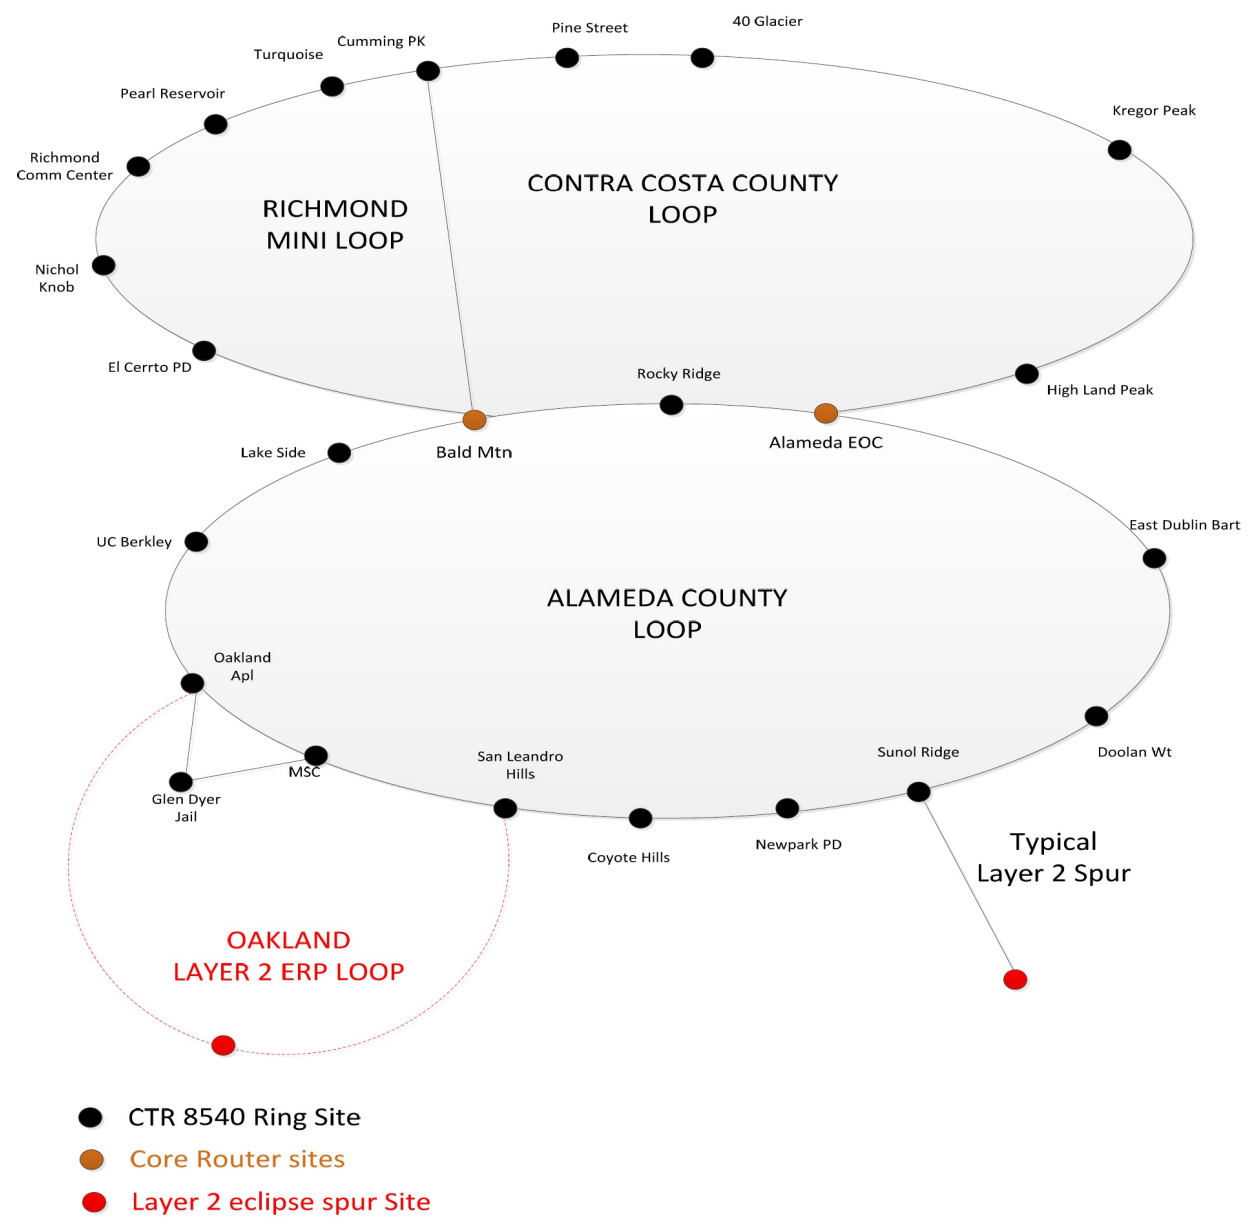 40 Glacier
Pine Street
Cumming PK
Turquoise
Pearl Reservoir
Kregor Peak
Richmond
Comm Center
CONTRA COSTA COUNTY
LOOP
RICHMOND
MINI LOOP
Nichol
Knob
El Cerrto PD
Rocky Ridge
High Land Peak
Alameda EOC
Bald Mtn
Lake Side
East Dublin Bart
UC Berkley
ALAMEDA COUNTY
LOOP
Oakland
Apl
San Leandro
Hills
Sunol Ridge
Doolan Wt
MSC
Glen Dyer
Jail
Coyote Hills
Newpark PD
Typical
Layer 2 Spur
OAKLAND
LAYER 2 ERP LOOP
CTR 8540 Ring Site
Core Router sites
Layer 2 eclipse spur Site